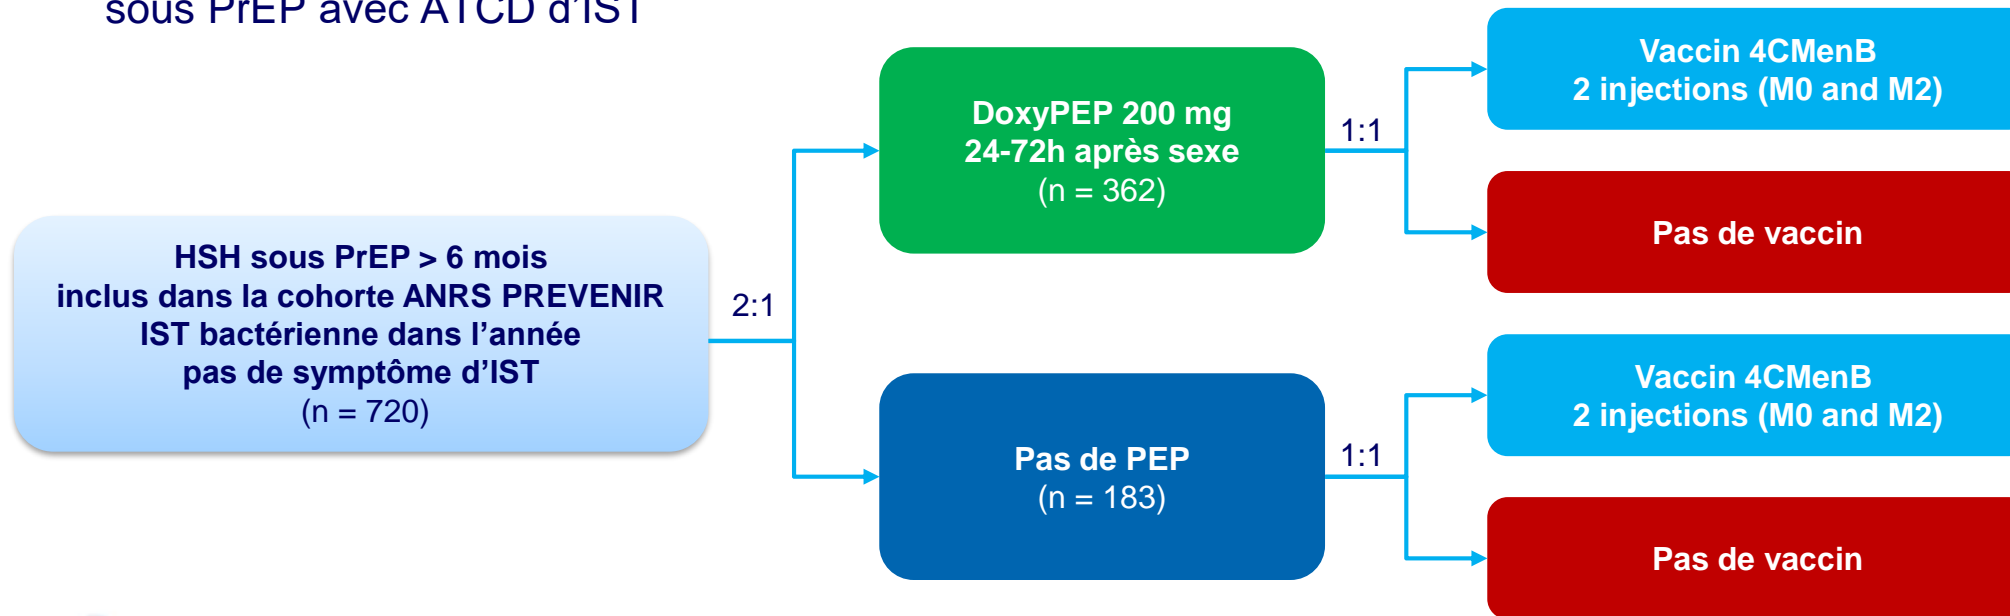 sous PrEP avec ATCD d'IST
HSH sous PrEP > 6 mois
inclus dans la cohorte ANRS PREVENIR
IST bactérienne dans l'année
pas de symptôme d'IST
(n = 720)
2:1
DoxyPEP 200 mg
24-72h après sexe
(n = 362)
1:1
Vaccin 4CMenB
2 injections (M0 and M2)
Pas de vaccin
Pas de PEP
(n = 183)
1:1
Vaccin 4CMenB
2 injections (M0 and M2)
Pas de vaccin